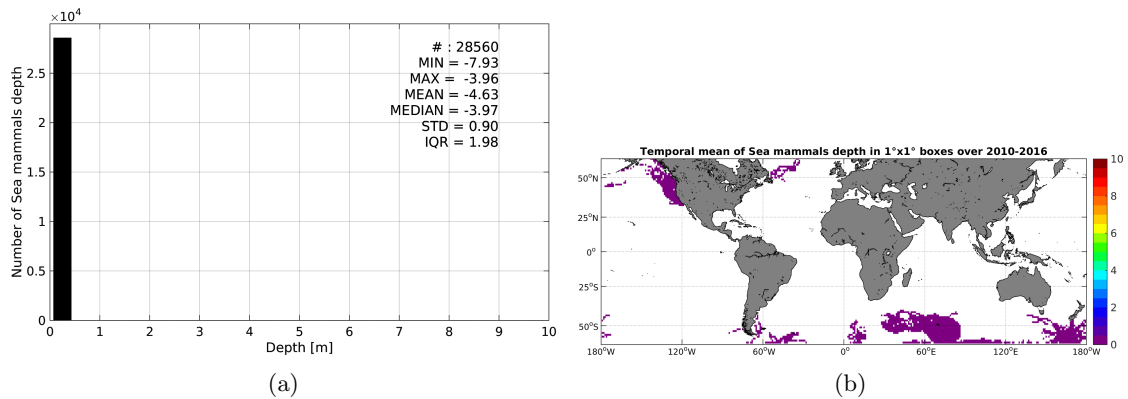 ×10⁴
# : 28560
MIN = -7.93
MAX = -3.96
MEAN = -4.63
MEDIAN = -3.97
STD = 0.90
IQR = 1.98
Number of Sea mammals depth
2.5
2
1.5
1
0.5
0
0 1 2 3 4 5 6 7 8 9 10
Depth [m]
(a)
Temporal mean of Sea mammals depth in 1°x1° boxes over 2010-2016
50°N
25°N
0°
25°S
50°S
180°W 120°W 60°W 0° 60°E 120°E 180°W
10
8
6
4
2
0
(b)